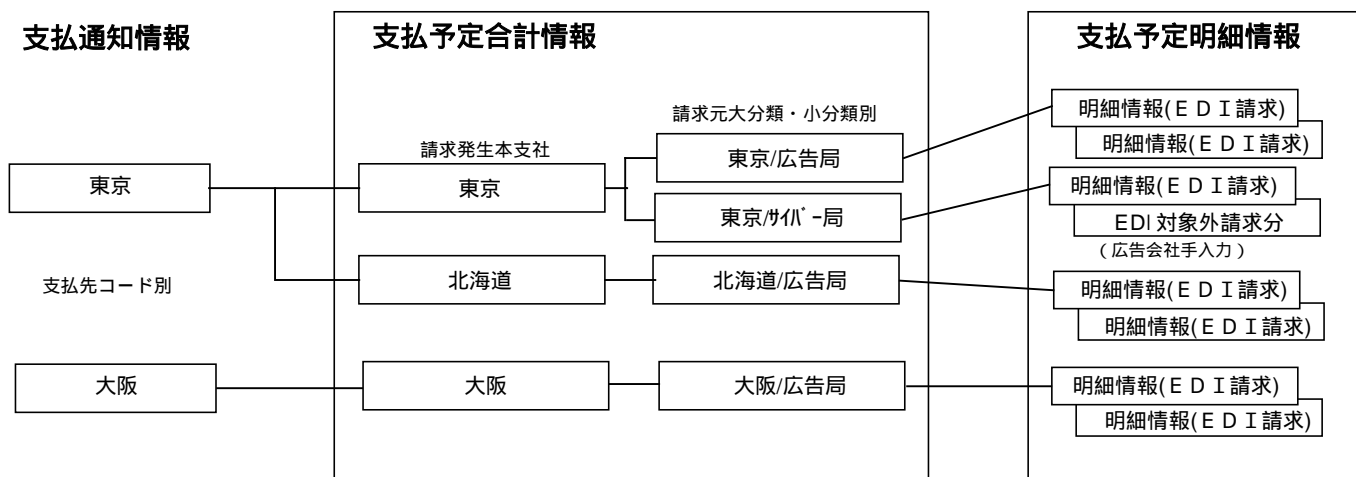 支払通知情報
支払予定合計情報
支払予定明細情報
請求元大分類・小分類別
請求発生本支社
明細情報(ＥＤＩ請求)
明細情報(ＥＤＩ請求)
東京/広告局
東京
東京
明細情報(ＥＤＩ請求)
東京/ｻｲﾊﾞｰ局
EDI 対象外請求分
(広告会社手入力)
支払先コード別
北海道
北海道/広告局
明細情報(ＥＤＩ請求)
明細情報(ＥＤＩ請求)
大阪
大阪
大阪/広告局
明細情報(ＥＤＩ請求)
明細情報(ＥＤＩ請求)